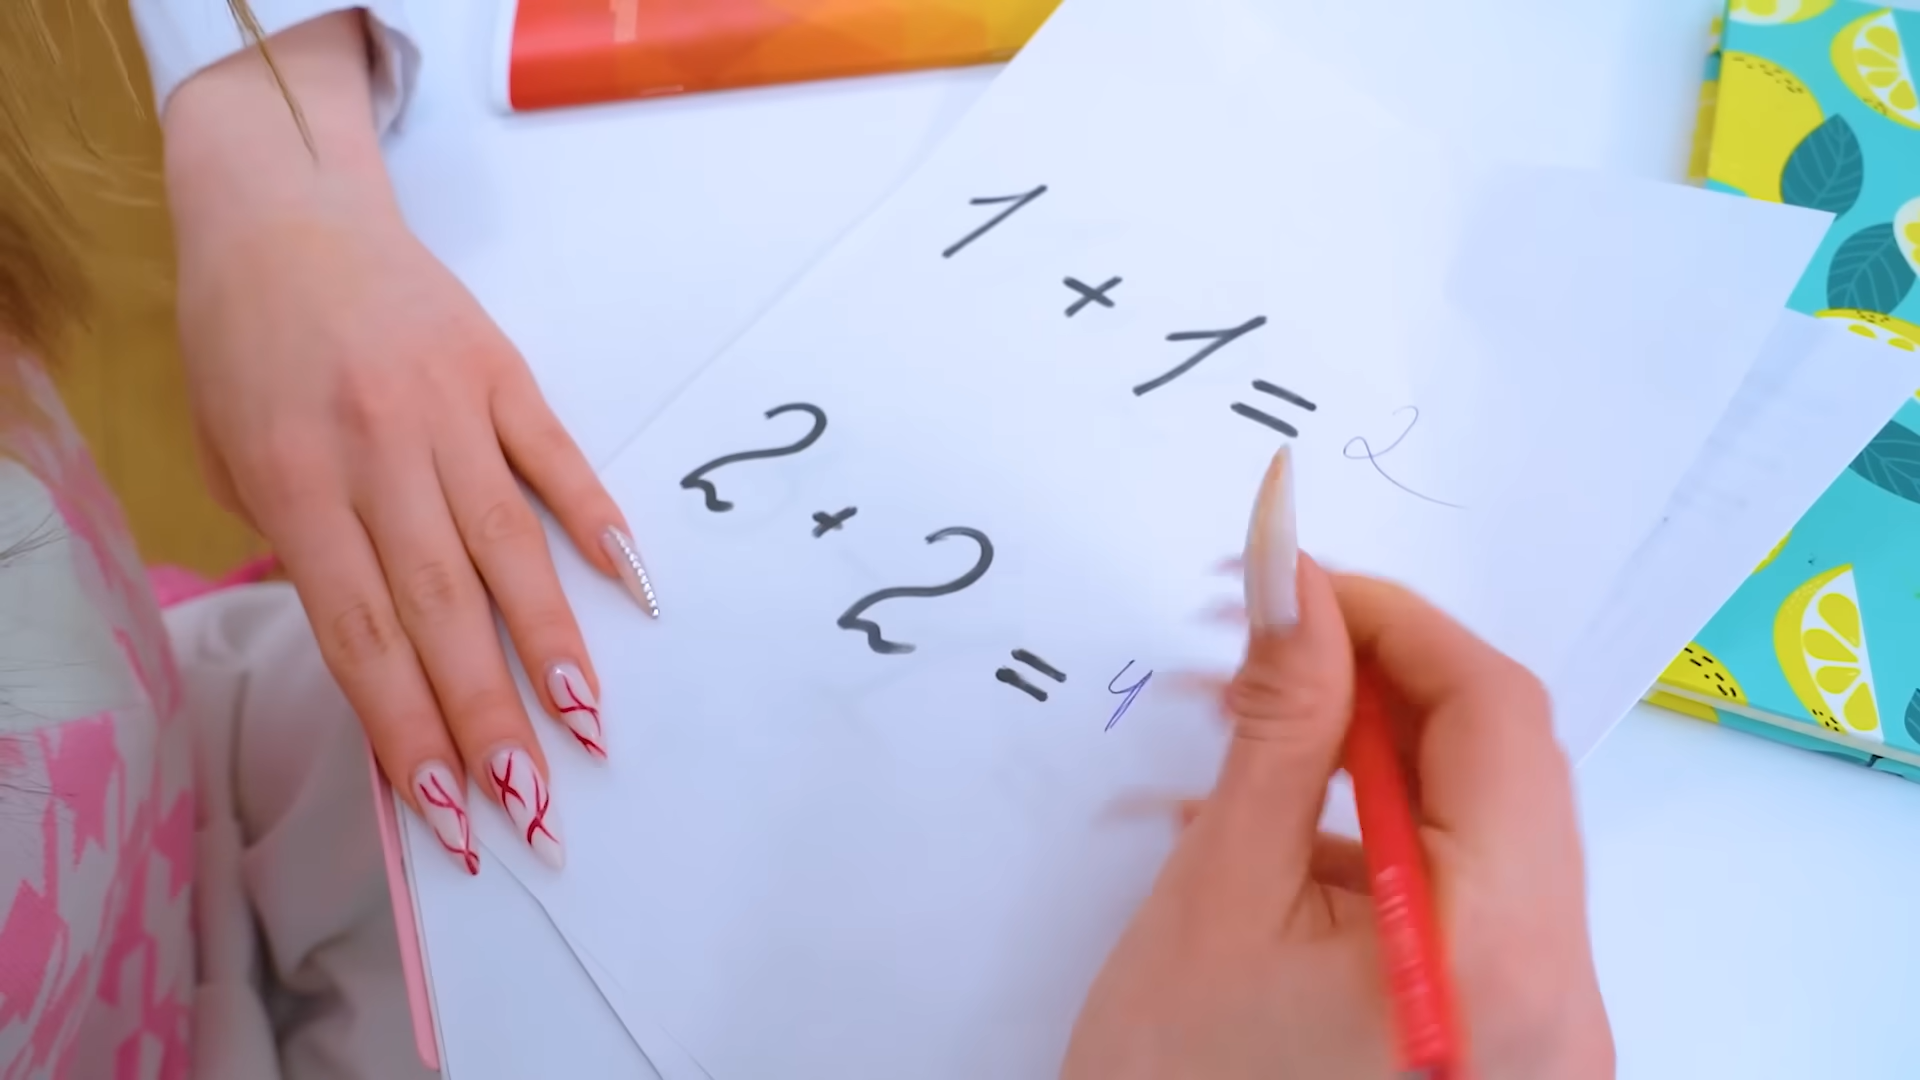 1 + 1 = 2
2 + 2 = 4